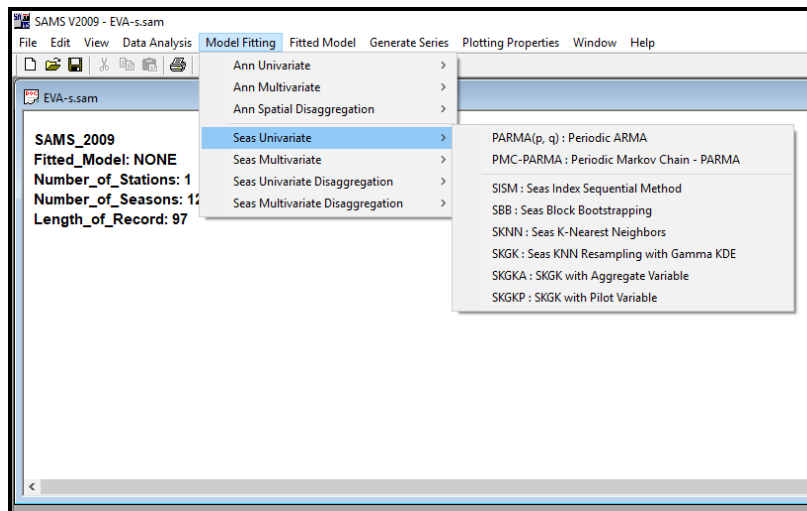 SAMS V2009 - EVA-s.sam
File Edit View Data Analysis Model Fitting Fitted Model Generate Series Plotting Properties Window Help
EVA-s.sam
SAMS_2009
Fitted_Model: NONE
Number_of_Stations: 1
Number_of_Seasons: 12
Length_of_Record: 97
Ann Univariate
Ann Multivariate
Ann Spatial Disaggregation
Seas Univariate
Seas Multivariate
Seas Univariate Disaggregation
Seas Multivariate Disaggregation
PARMA(p, q) : Periodic ARMA
PMC-PARMA : Periodic Markov Chain - PARMA
SISM : Seas Index Sequential Method
SBB : Seas Block Bootstrapping
SKNN : Seas K-Nearest Neighbors
SKGK : Seas KNN Resampling with Gamma KDE
SKGKA : SKGK with Aggregate Variable
SKGKP : SKGK with Pilot Variable